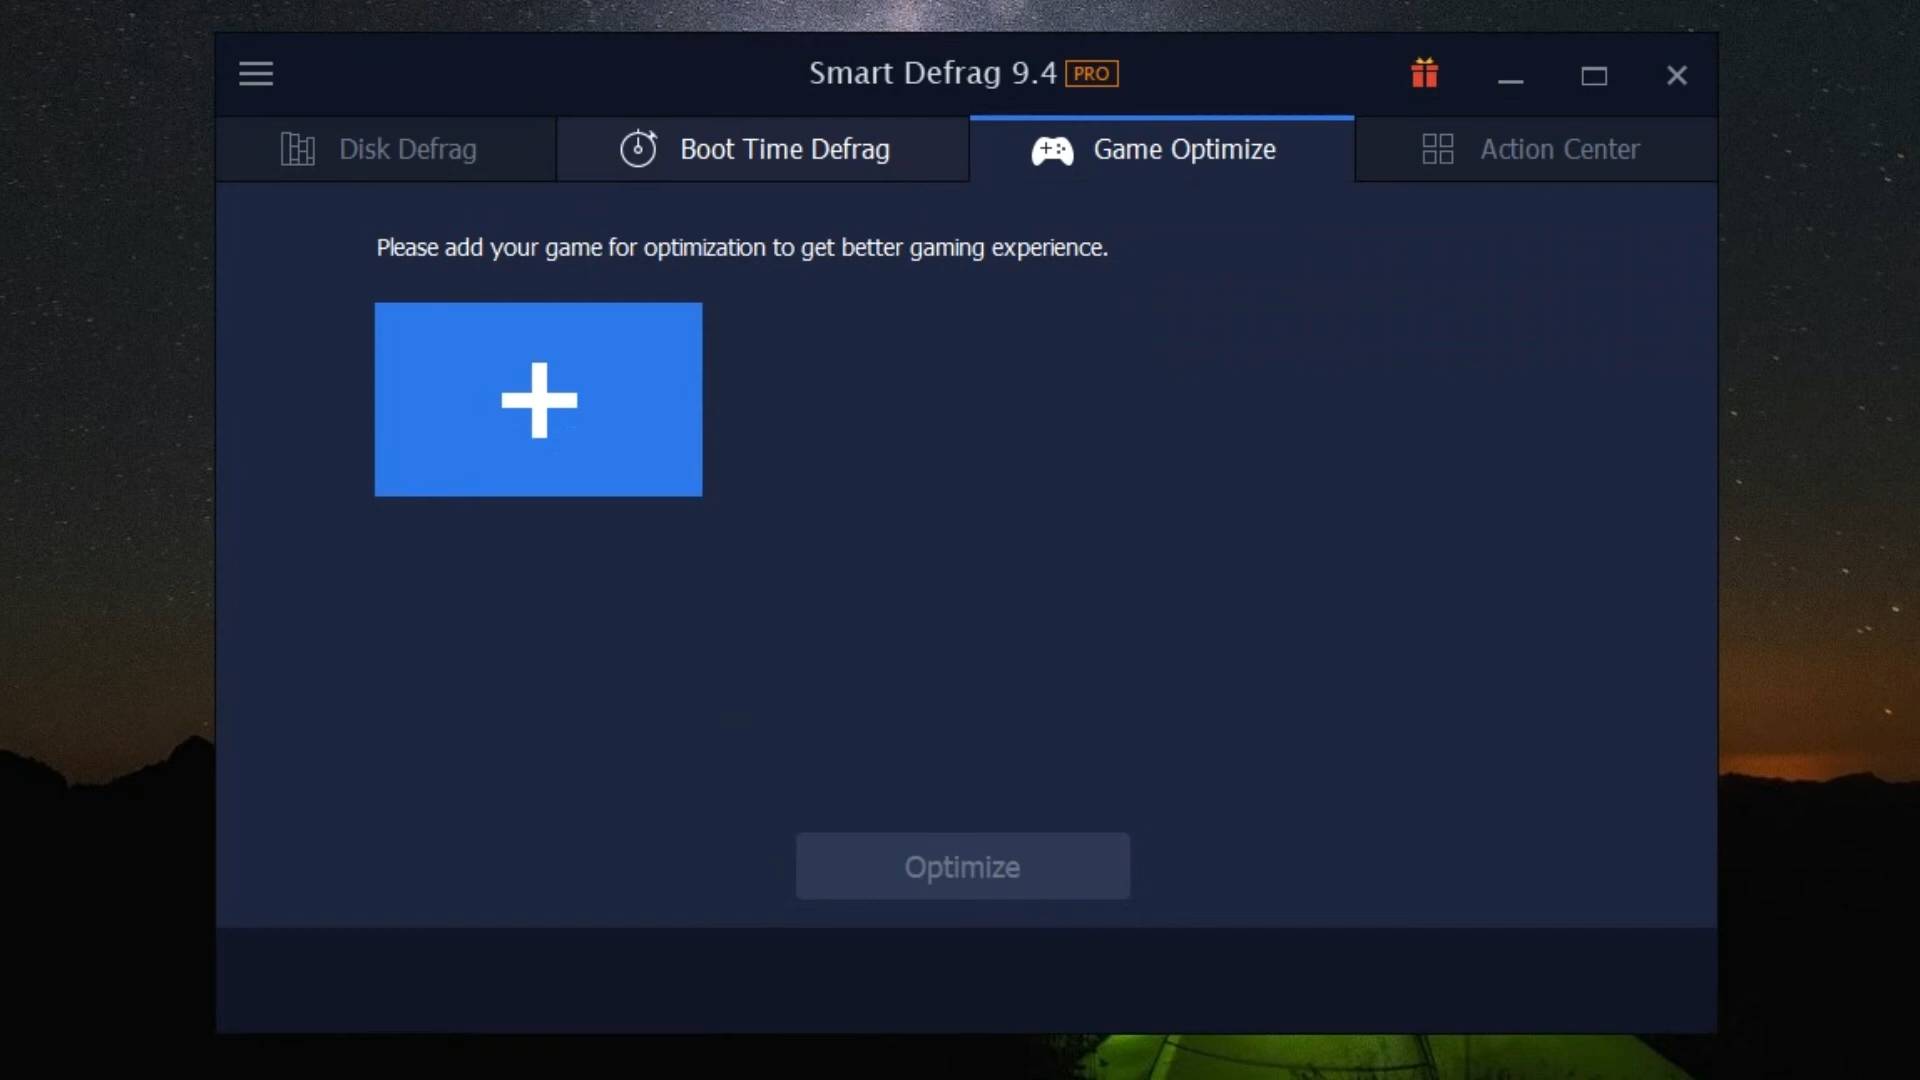 Smart Defrag 9.4 PRO
Disk Defrag
Boot Time Defrag
Game Optimize
Action Center
Please add your game for optimization to get better gaming experience.
Optimize